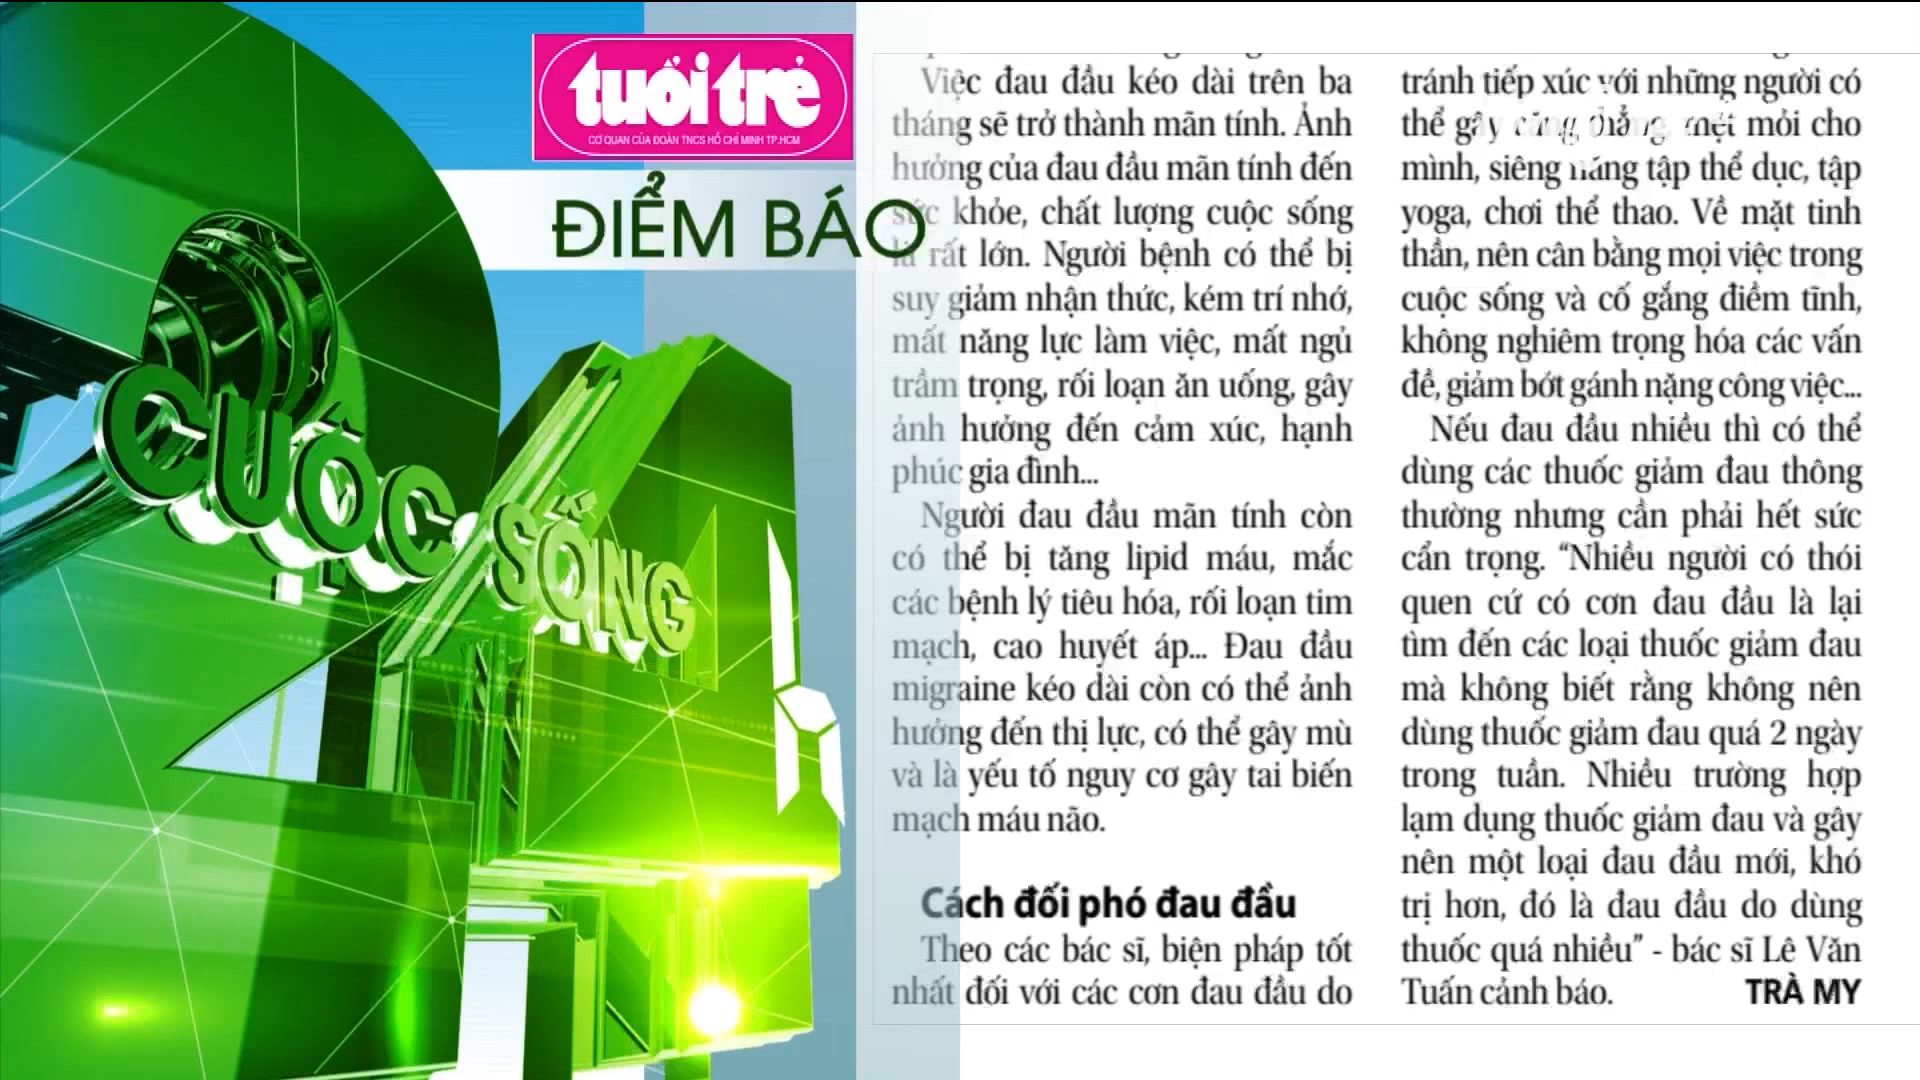 tuổi trẻ
CƠ QUAN CỦA ĐOÀN TNCS HỒ CHÍ MINH TP.HCM
ĐIỂM BÁO
CUỘC SỐNG
24h
Việc đau đầu kéo dài trên ba
tháng sẽ trở thành mãn tính. Ảnh
hưởng của đau đầu mãn tính đến
sức khỏe, chất lượng cuộc sống
là rất lớn. Người bệnh có thể bị
suy giảm nhận thức, kém trí nhớ,
mất năng lực làm việc, mất ngủ
trầm trọng, rối loạn ăn uống, gây
ảnh hưởng đến cảm xúc, hạnh
phúc gia đình...
Người đau đầu mãn tính còn
có thể bị tăng lipid máu, mắc
các bệnh lý tiêu hóa, rối loạn tim
mạch, cao huyết áp... Đau đầu
migraine kéo dài còn có thể ảnh
hưởng đến thị lực, có thể gây mù
và là yếu tố nguy cơ gây tai biến
mạch máu não.
Cách đối phó đau đầu
Theo các bác sĩ, biện pháp tốt
nhất đối với các cơn đau đầu do
tránh tiếp xúc với những người có
thể gây căng thẳng, mệt mỏi cho
mình, siêng năng tập thể dục, tập
yoga, chơi thể thao. Về mặt tinh
thần, nên cân bằng mọi việc trong
cuộc sống và cố gắng điềm tĩnh,
không nghiêm trọng hóa các vấn
đề, giảm bớt gánh nặng công việc...
Nếu đau đầu nhiều thì có thể
dùng các thuốc giảm đau thông
thường nhưng cần phải hết sức
cẩn trọng. “Nhiều người có thói
quen cứ có cơn đau đầu là lại
tìm đến các loại thuốc giảm đau
mà không biết rằng không nên
dùng thuốc giảm đau quá 2 ngày
trong tuần. Nhiều trường hợp
lạm dụng thuốc giảm đau và gây
nên một loại đau đầu mới, khó
trị hơn, đó là đau đầu do dùng
thuốc quá nhiều” - bác sĩ Lê Văn
Tuấn cảnh báo. TRÀ MY